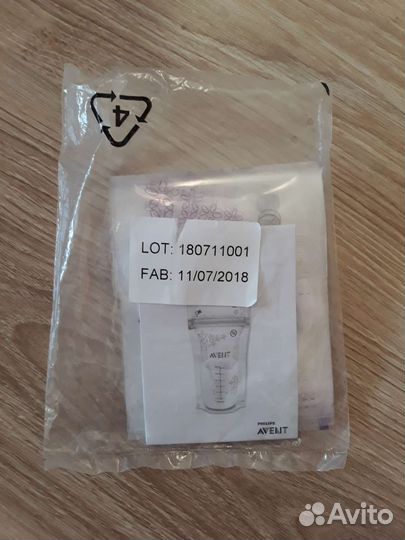 4
LOT: 180711001
FAB: 11/07/2018
AVENT
PHILIPS
AVENT
Avito